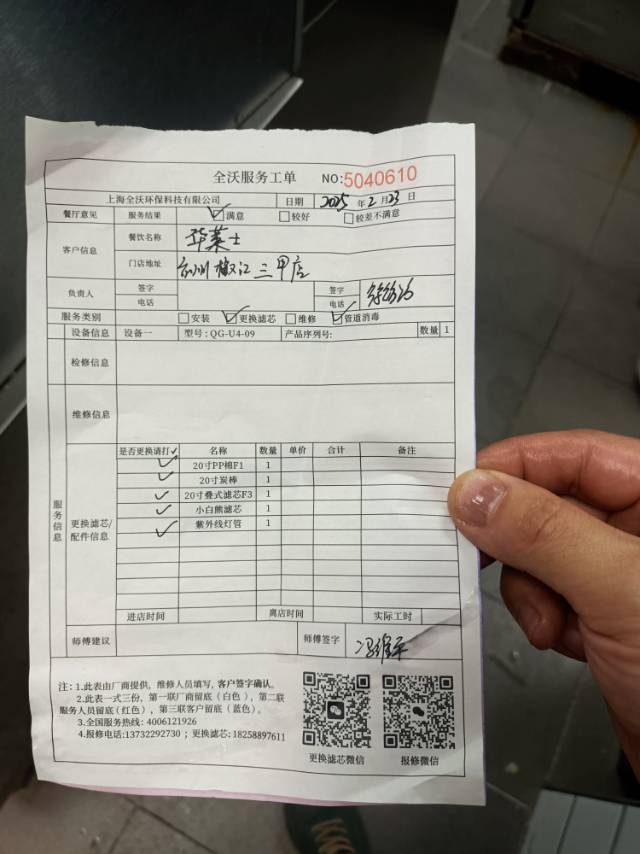 全沃服务工单 NO:5040610
上海全沃环保科技有限公司 日期 2025 年 2 月 23 日
餐厅意见 服务结果 ☑满意 □较好 □较差不满意
客户信息 餐饮名称 华莱士
门店地址 台州椒江三甲店
负责人 签字 签字
电话 电话
服务类别 □安装 ☑更换滤芯 □维修 ☑管道消毒
设备信息 设备一 型号:QG-U4-09 产品序列号: 数量 1
检修信息
维修信息
服务信息
更换滤芯/配件信息
是否更换请打✓ 名称 数量 单价 合计 备注
✓ 20寸PP棉F1 1
✓ 20寸炭棒 1
✓ 20寸叠式滤芯F3 1
✓ 小白熊滤芯 1
✓ 紫外线灯管 1
进店时间 离店时间 实际工时
师傅建议 师傅签字
注：1.此表由厂商提供，维修人员填写，客户签字确认。
2.此表一式三份，第一联厂商留底（白色），第二联
服务人员留底（红色），第三联客户留底（蓝色）。
3.全国服务热线: 4006121926
4.报修电话:13732292730 ；更换滤芯: 18258897611
更换滤芯微信 报修微信